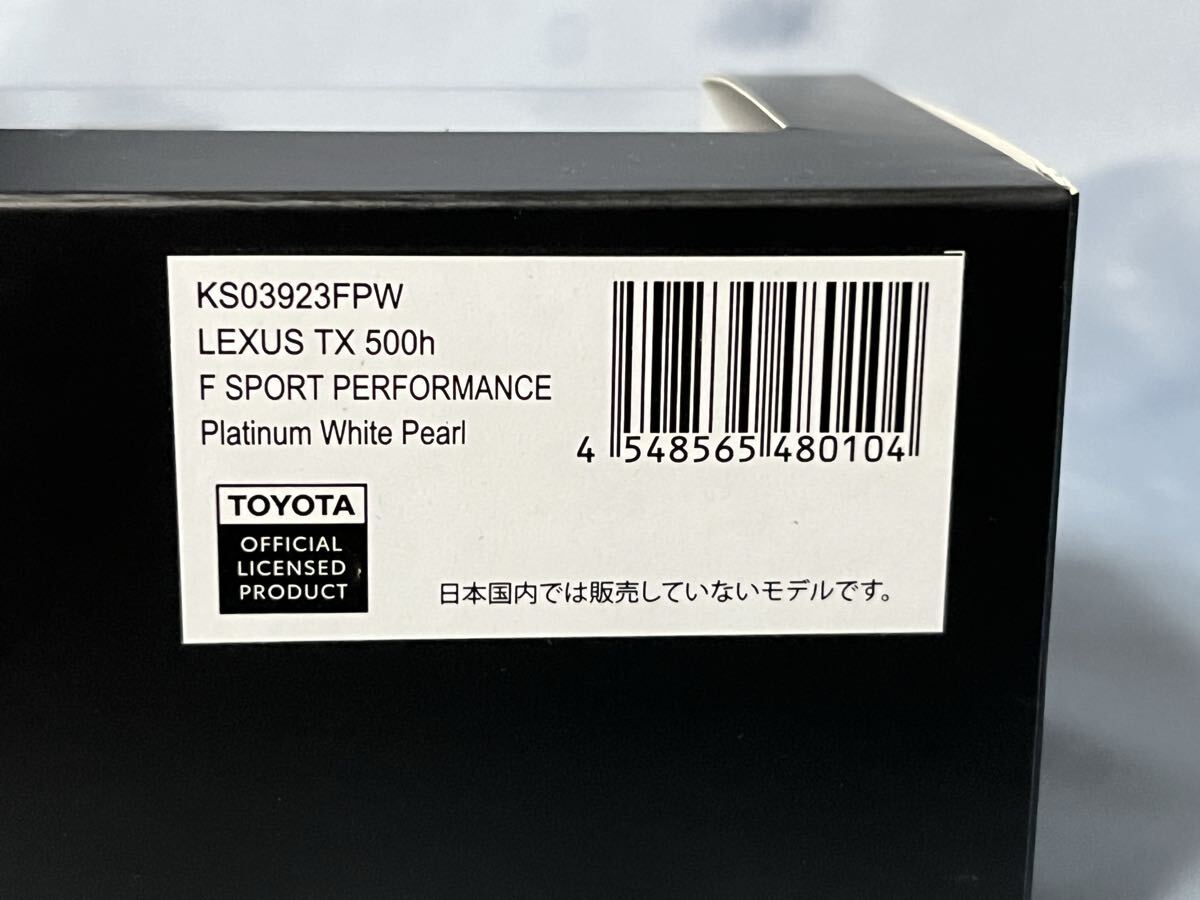 KS03923FPW
LEXUS TX 500h
F SPORT PERFORMANCE
Platinum White Pearl
4 548565 480104
TOYOTA
OFFICIAL
LICENSED
PRODUCT
日本国内では販売していないモデルです。